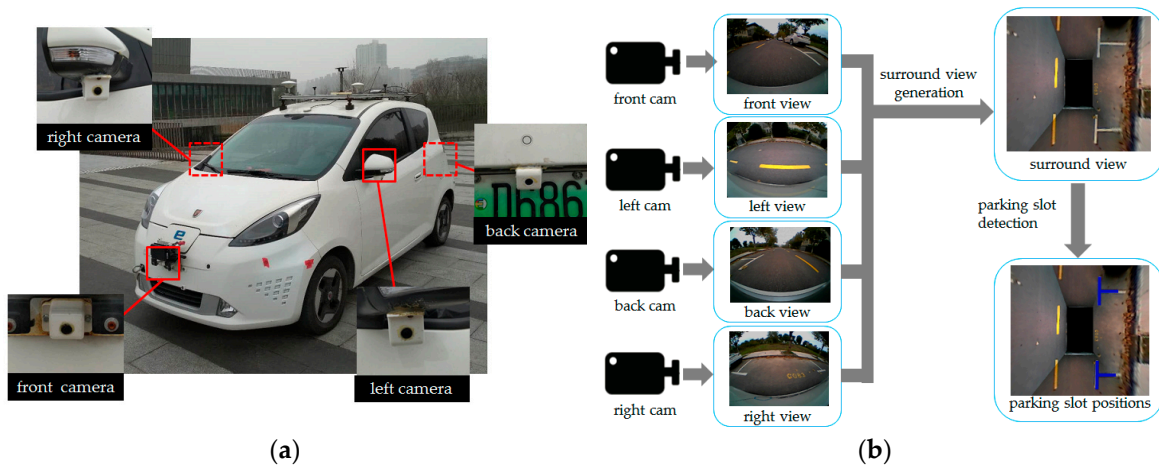 right camera
D686
back camera
front camera
left camera
(a)
front cam
front view
left cam
left view
back cam
back view
right cam
right view
surround view
generation
surround view
parking slot
detection
parking slot positions
(b)